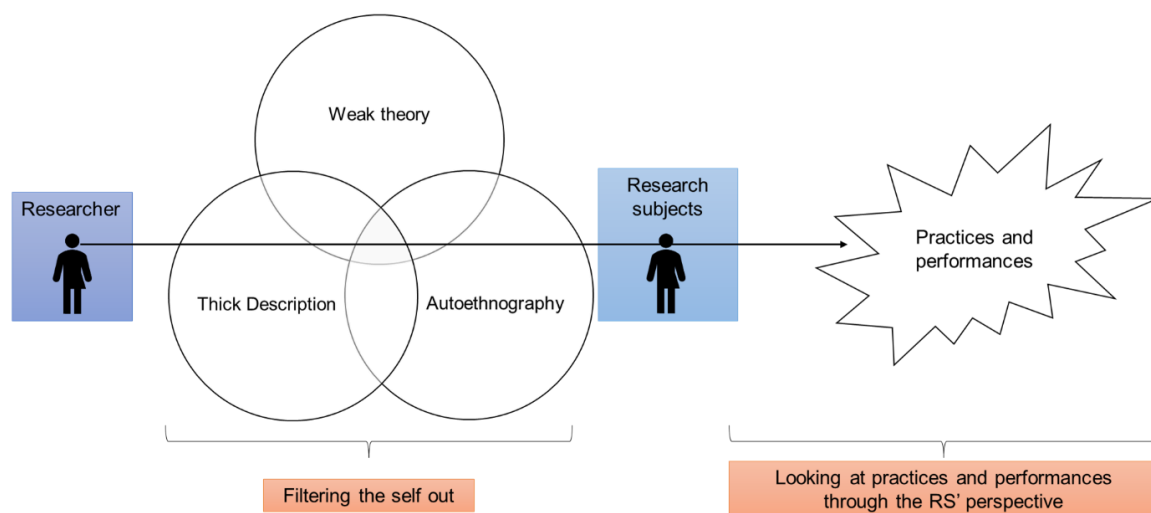 Weak theory
Researcher
Research
subjects
Practices and
performances
Thick Description
Autoethnography
Filtering the self out
Looking at practices and performances
through the RS' perspective